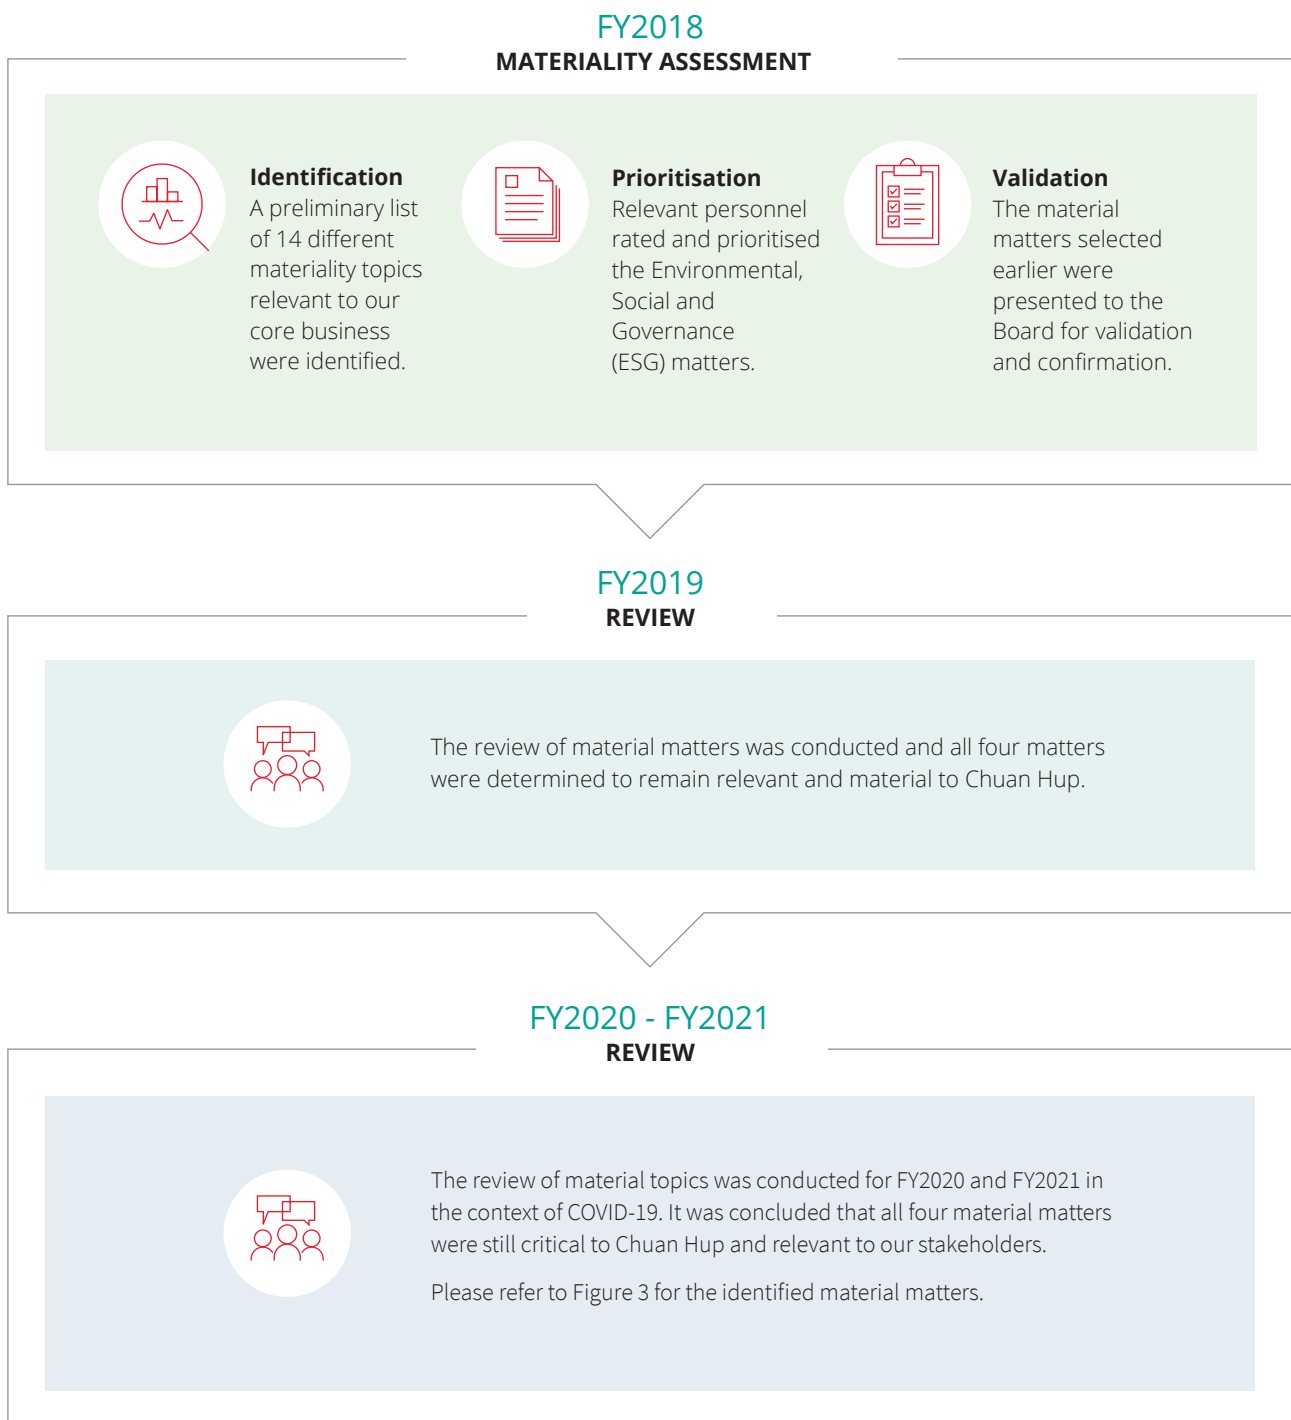 FY2018
MATERIALITY ASSESSMENT
Identification
A preliminary list
of 14 different
materiality topics
relevant to our
core business
were identified.
Prioritisation
Relevant personnel
rated and prioritised
the Environmental,
Social and
Governance
(ESG) matters.
Validation
The material
matters selected
earlier were
presented to the
Board for validation
and confirmation.
FY2019
REVIEW
The review of material matters was conducted and all four matters
were determined to remain relevant and material to Chuan Hup.
FY2020 - FY2021
REVIEW
The review of material topics was conducted for FY2020 and FY2021 in
the context of COVID-19. It was concluded that all four material matters
were still critical to Chuan Hup and relevant to our stakeholders.
Please refer to Figure 3 for the identified material matters.